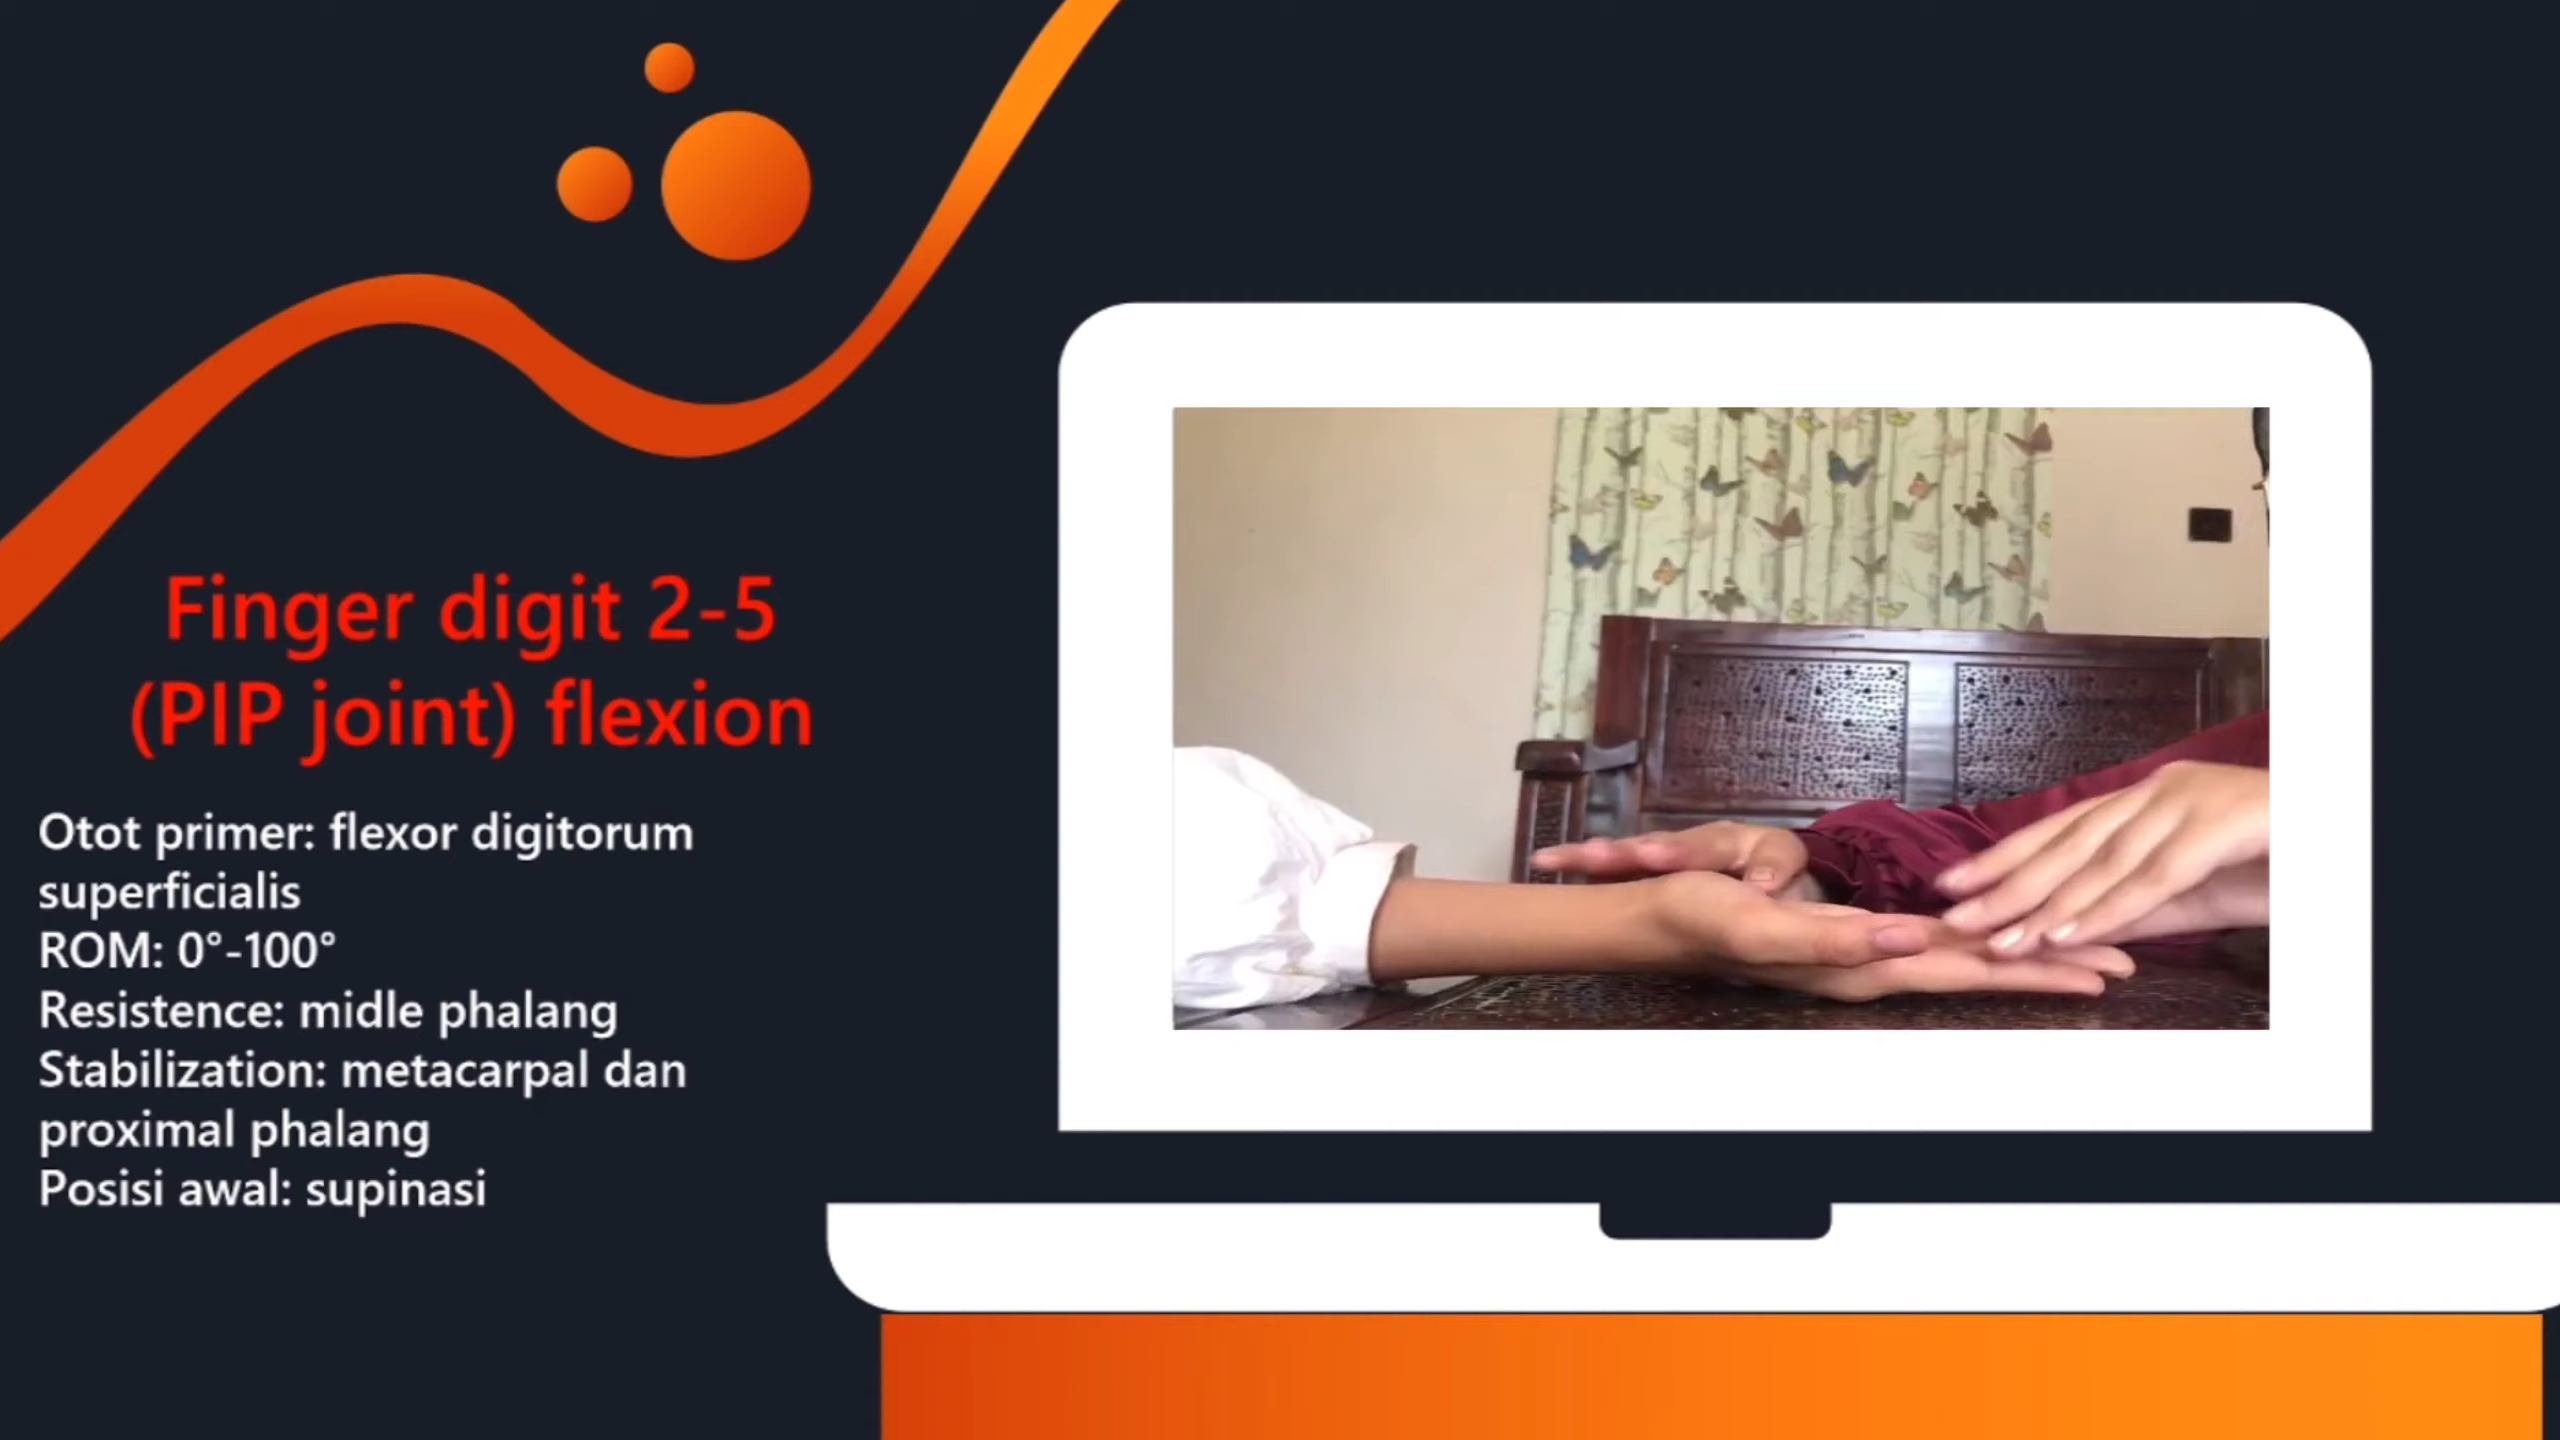 Finger digit 2-5
(PIP joint) flexion
Otot primer: flexor digitorum
superficialis
ROM: 0°-100°
Resistence: midle phalang
Stabilization: metacarpal dan
proximal phalang
Posisi awal: supinasi